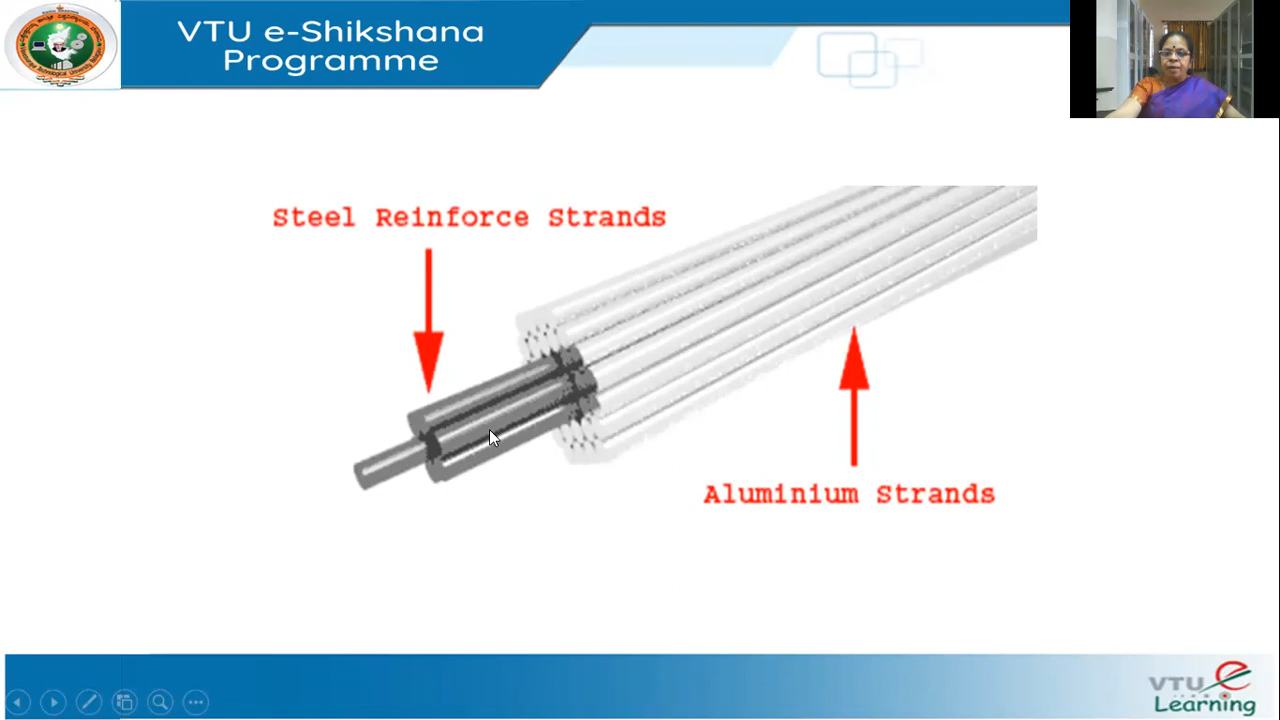 VTU e-Shikshana
Programme
Steel Reinforce Strands
Aluminium Strands
VTU e
Learning